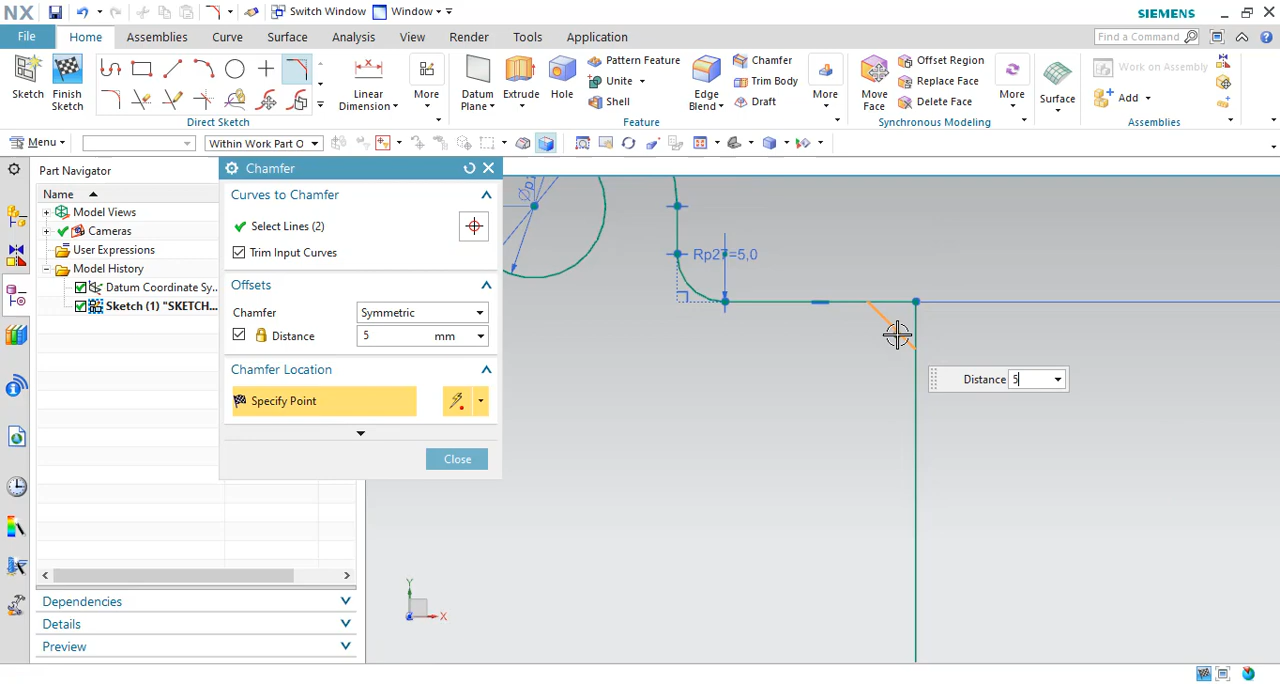 NX
Switch Window
Window
SIEMENS
File
Home
Assemblies
Curve
Surface
Analysis
View
Render
Tools
Application
Find a Command
Sketch
Finish
Sketch
Direct Sketch
Linear
Dimension
More
Datum
Plane
Extrude
Hole
Pattern Feature
Unite
Shell
Edge
Blend
Chamfer
Trim Body
Draft
More
Feature
Move
Face
Offset Region
Replace Face
Delete Face
More
Synchronous Modeling
Surface
Work on Assembly
Add
Assemblies
Menu
Within Work Part O
Part Navigator
Name
Model Views
Cameras
User Expressions
Model History
Datum Coordinate Sy...
Sketch (1) "SKETCH...
Dependencies
Details
Preview
Chamfer
Curves to Chamfer
Select Lines (2)
Trim Input Curves
Offsets
Chamfer
Symmetric
Distance
5
mm
Chamfer Location
Specify Point
Close
Rp27=5,0
Distance
5
Y
X